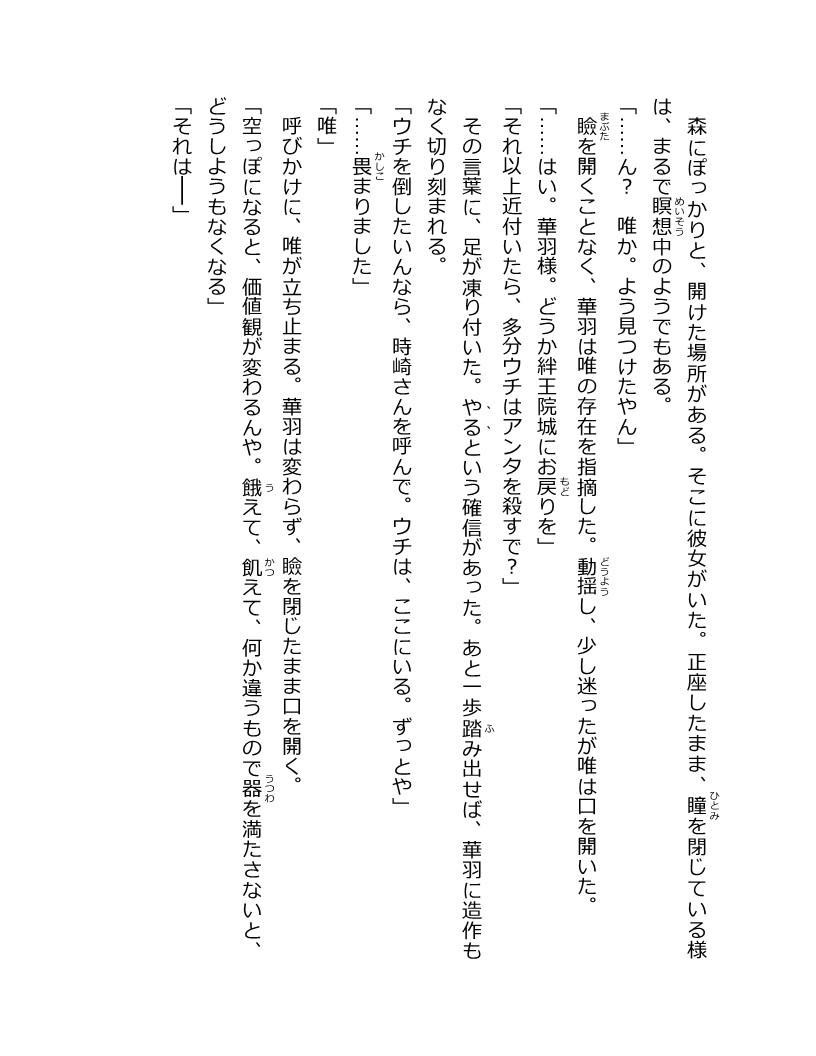 森にぽっかりと、開けた場所がある。そこに彼女がいた。正座したまま、瞳を閉じている様
は、まるで瞑想中のようでもある。
「……ん？　唯か。よう見つけたやん」
瞼を開くことなく、華羽は唯の存在を指摘した。動揺し、少し迷ったが唯は口を開いた。
「……はい。華羽様。どうか絆王院城にお戻りを」
「それ以上近付いたら、多分ウチはアンタを殺すで？」
その言葉に、足が凍り付いた。やるという確信があった。あと一歩踏み出せば、華羽に造作も
なく切り刻まれる。
「ウチを倒したいんなら、時崎さんを呼んで。ウチは、ここにいる。ずっとや」
「……畏まりました」
「唯」
呼びかけに、唯が立ち止まる。華羽は変わらず、瞼を閉じたまま口を開く。
「空っぽになると、価値観が変わるんや。餓えて、飢えて、何か違うもので器を満たさないと、
どうしようもなくなる」
「それは――」